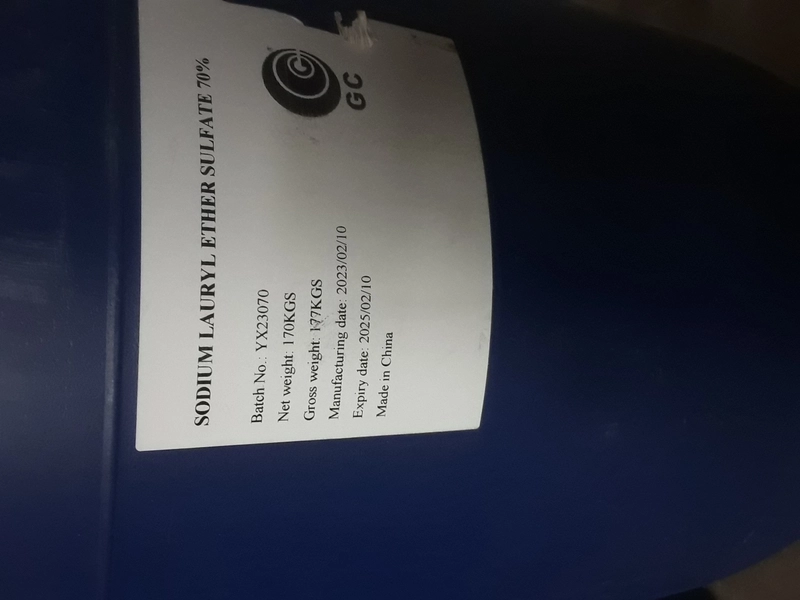 SODIUM LAURYL ETHER SULFATE 70%
GC
Batch No.: YX23070
Net weight: 170KGS
Gross weight: 177KGS
Manufacturing date: 2023/02/10
Expiry date: 2025/02/10
Made in China